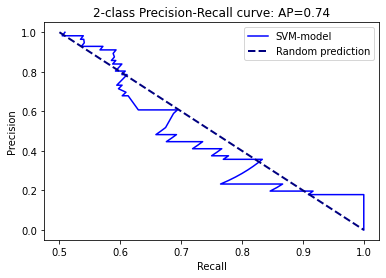 2-class Precision-Recall curve: AP=0.74
SVM-model
Random prediction
Precision
1.0
0.8
0.6
0.4
0.2
0.0
0.5
0.6
0.7
0.8
0.9
1.0
Recall